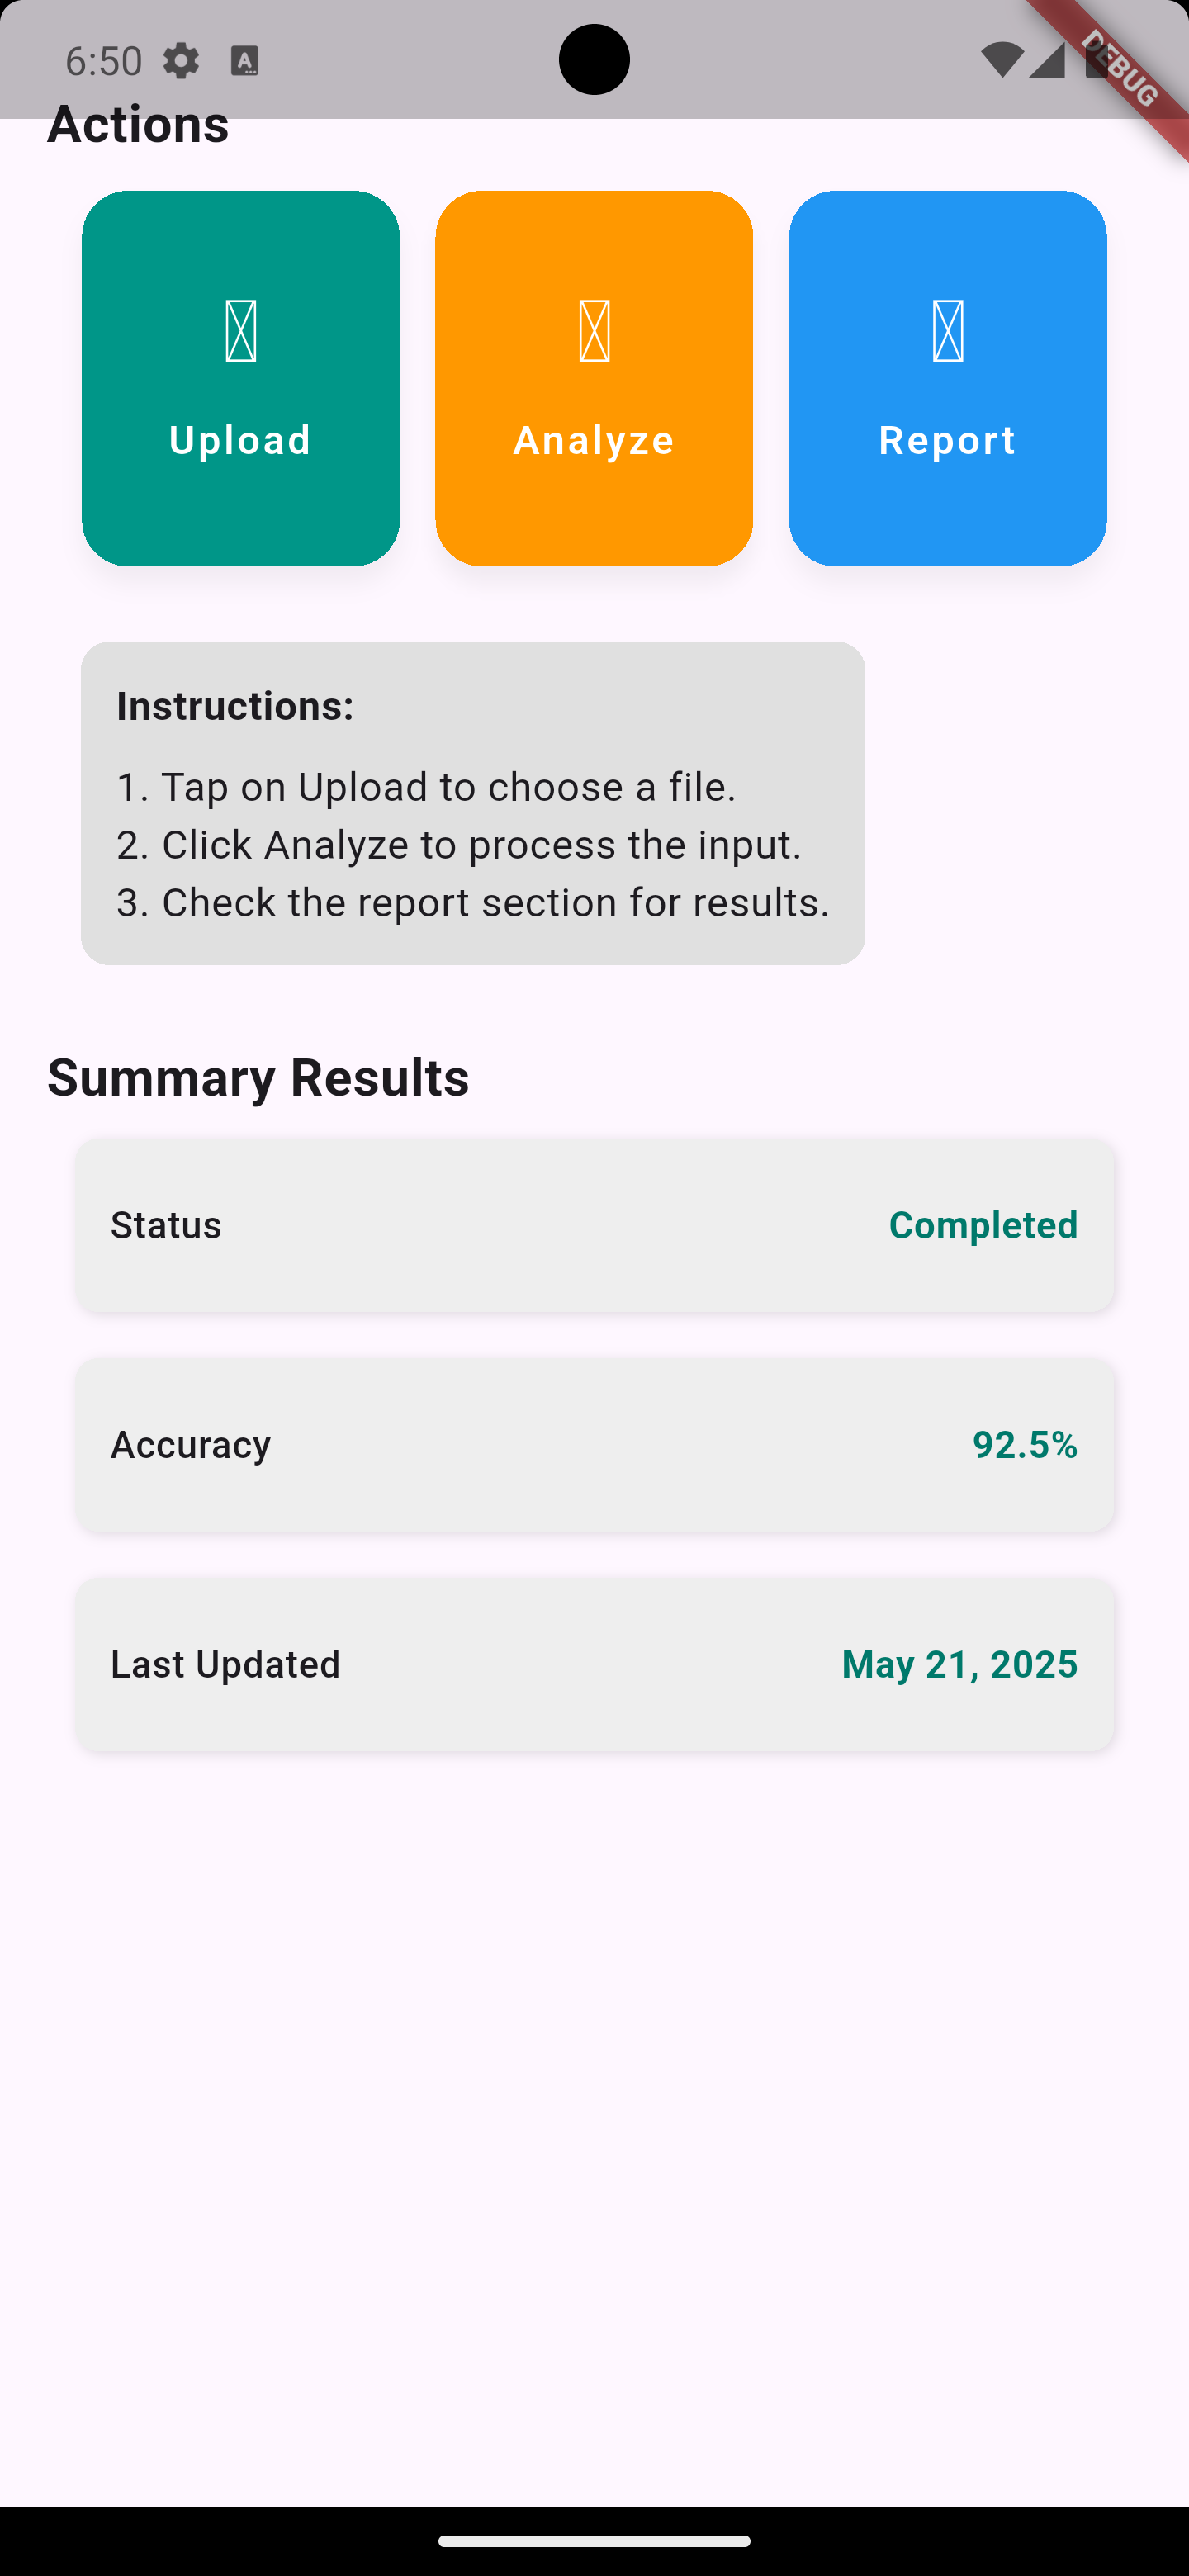 6:50
DEBUG
Actions
Upload
Analyze
Report
Instructions:
1. Tap on Upload to choose a file.
2. Click Analyze to process the input.
3. Check the report section for results.
Summary Results
Status Completed
Accuracy 92.5%
Last Updated May 21, 2025